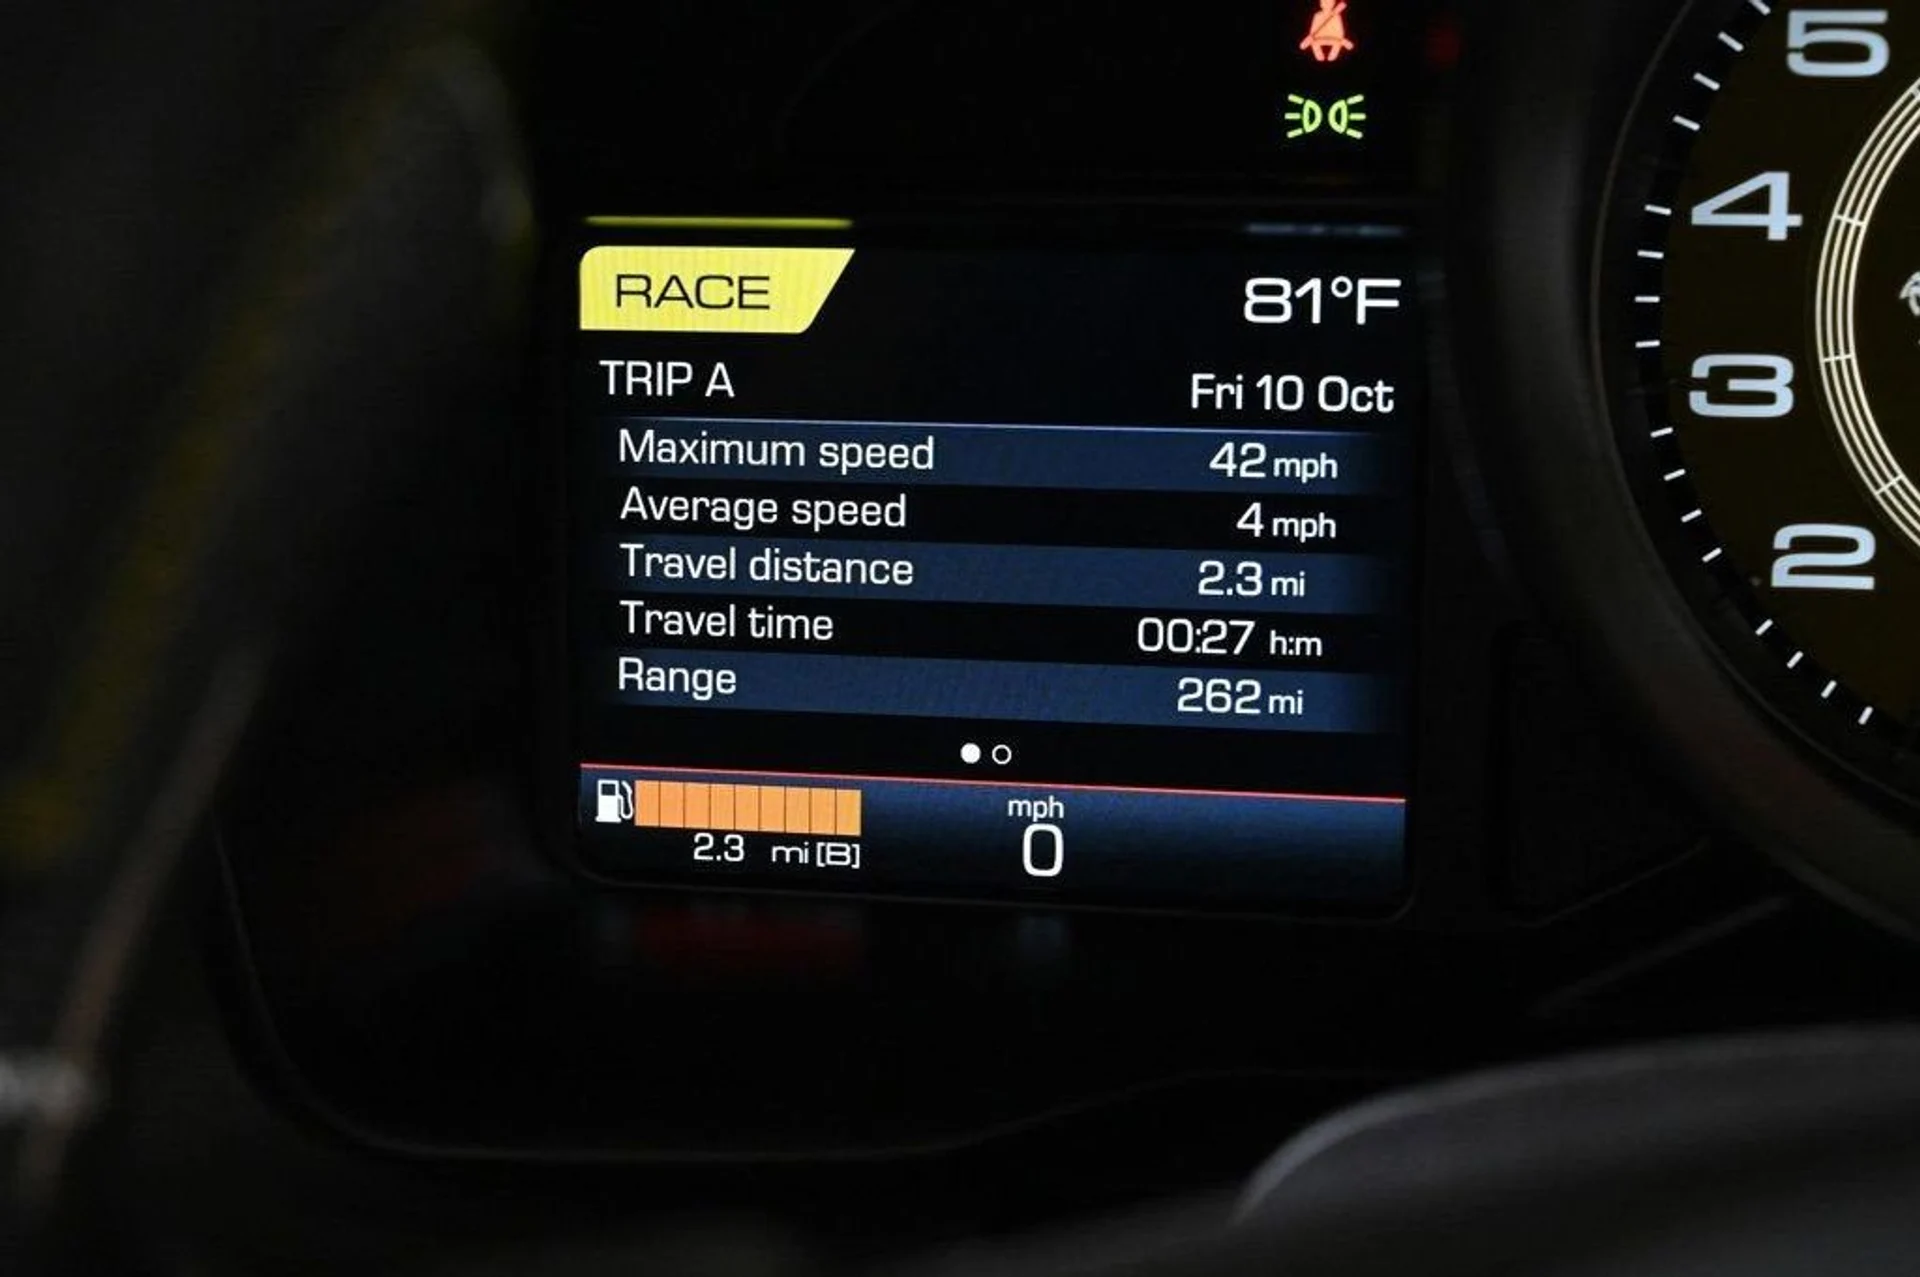 RACE
81°F
TRIP A
Fri 10 Oct
Maximum speed 42 mph
Average speed 4 mph
Travel distance 2.3 mi
Travel time 00:27 h:m
Range 262 mi
2.3 mi [B]
mph
0
5
4
3
2